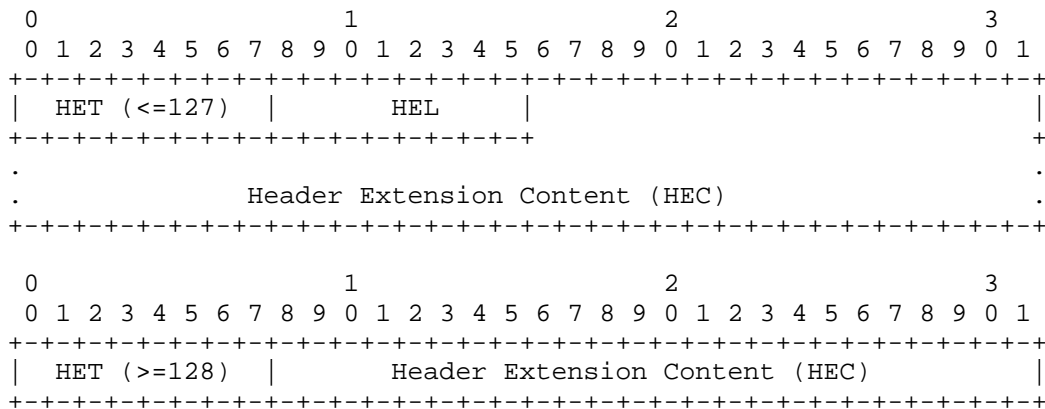 0                   1                   2                   3
 0 1 2 3 4 5 6 7 8 9 0 1 2 3 4 5 6 7 8 9 0 1 2 3 4 5 6 7 8 9 0 1
+-+-+-+-+-+-+-+-+-+-+-+-+-+-+-+-+-+-+-+-+-+-+-+-+-+-+-+-+-+-+-+-+
|  HET (<=127)  |       HEL     |                               |
+-+-+-+-+-+-+-+-+-+-+-+-+-+-+-+-+                               +
.                                                               .
.              Header Extension Content (HEC)                   .
+-+-+-+-+-+-+-+-+-+-+-+-+-+-+-+-+-+-+-+-+-+-+-+-+-+-+-+-+-+-+-+-+
 0                   1                   2                   3
 0 1 2 3 4 5 6 7 8 9 0 1 2 3 4 5 6 7 8 9 0 1 2 3 4 5 6 7 8 9 0 1
+-+-+-+-+-+-+-+-+-+-+-+-+-+-+-+-+-+-+-+-+-+-+-+-+-+-+-+-+-+-+-+-+
|  HET (>=128)  |       Header Extension Content (HEC)          |
+-+-+-+-+-+-+-+-+-+-+-+-+-+-+-+-+-+-+-+-+-+-+-+-+-+-+-+-+-+-+-+-+